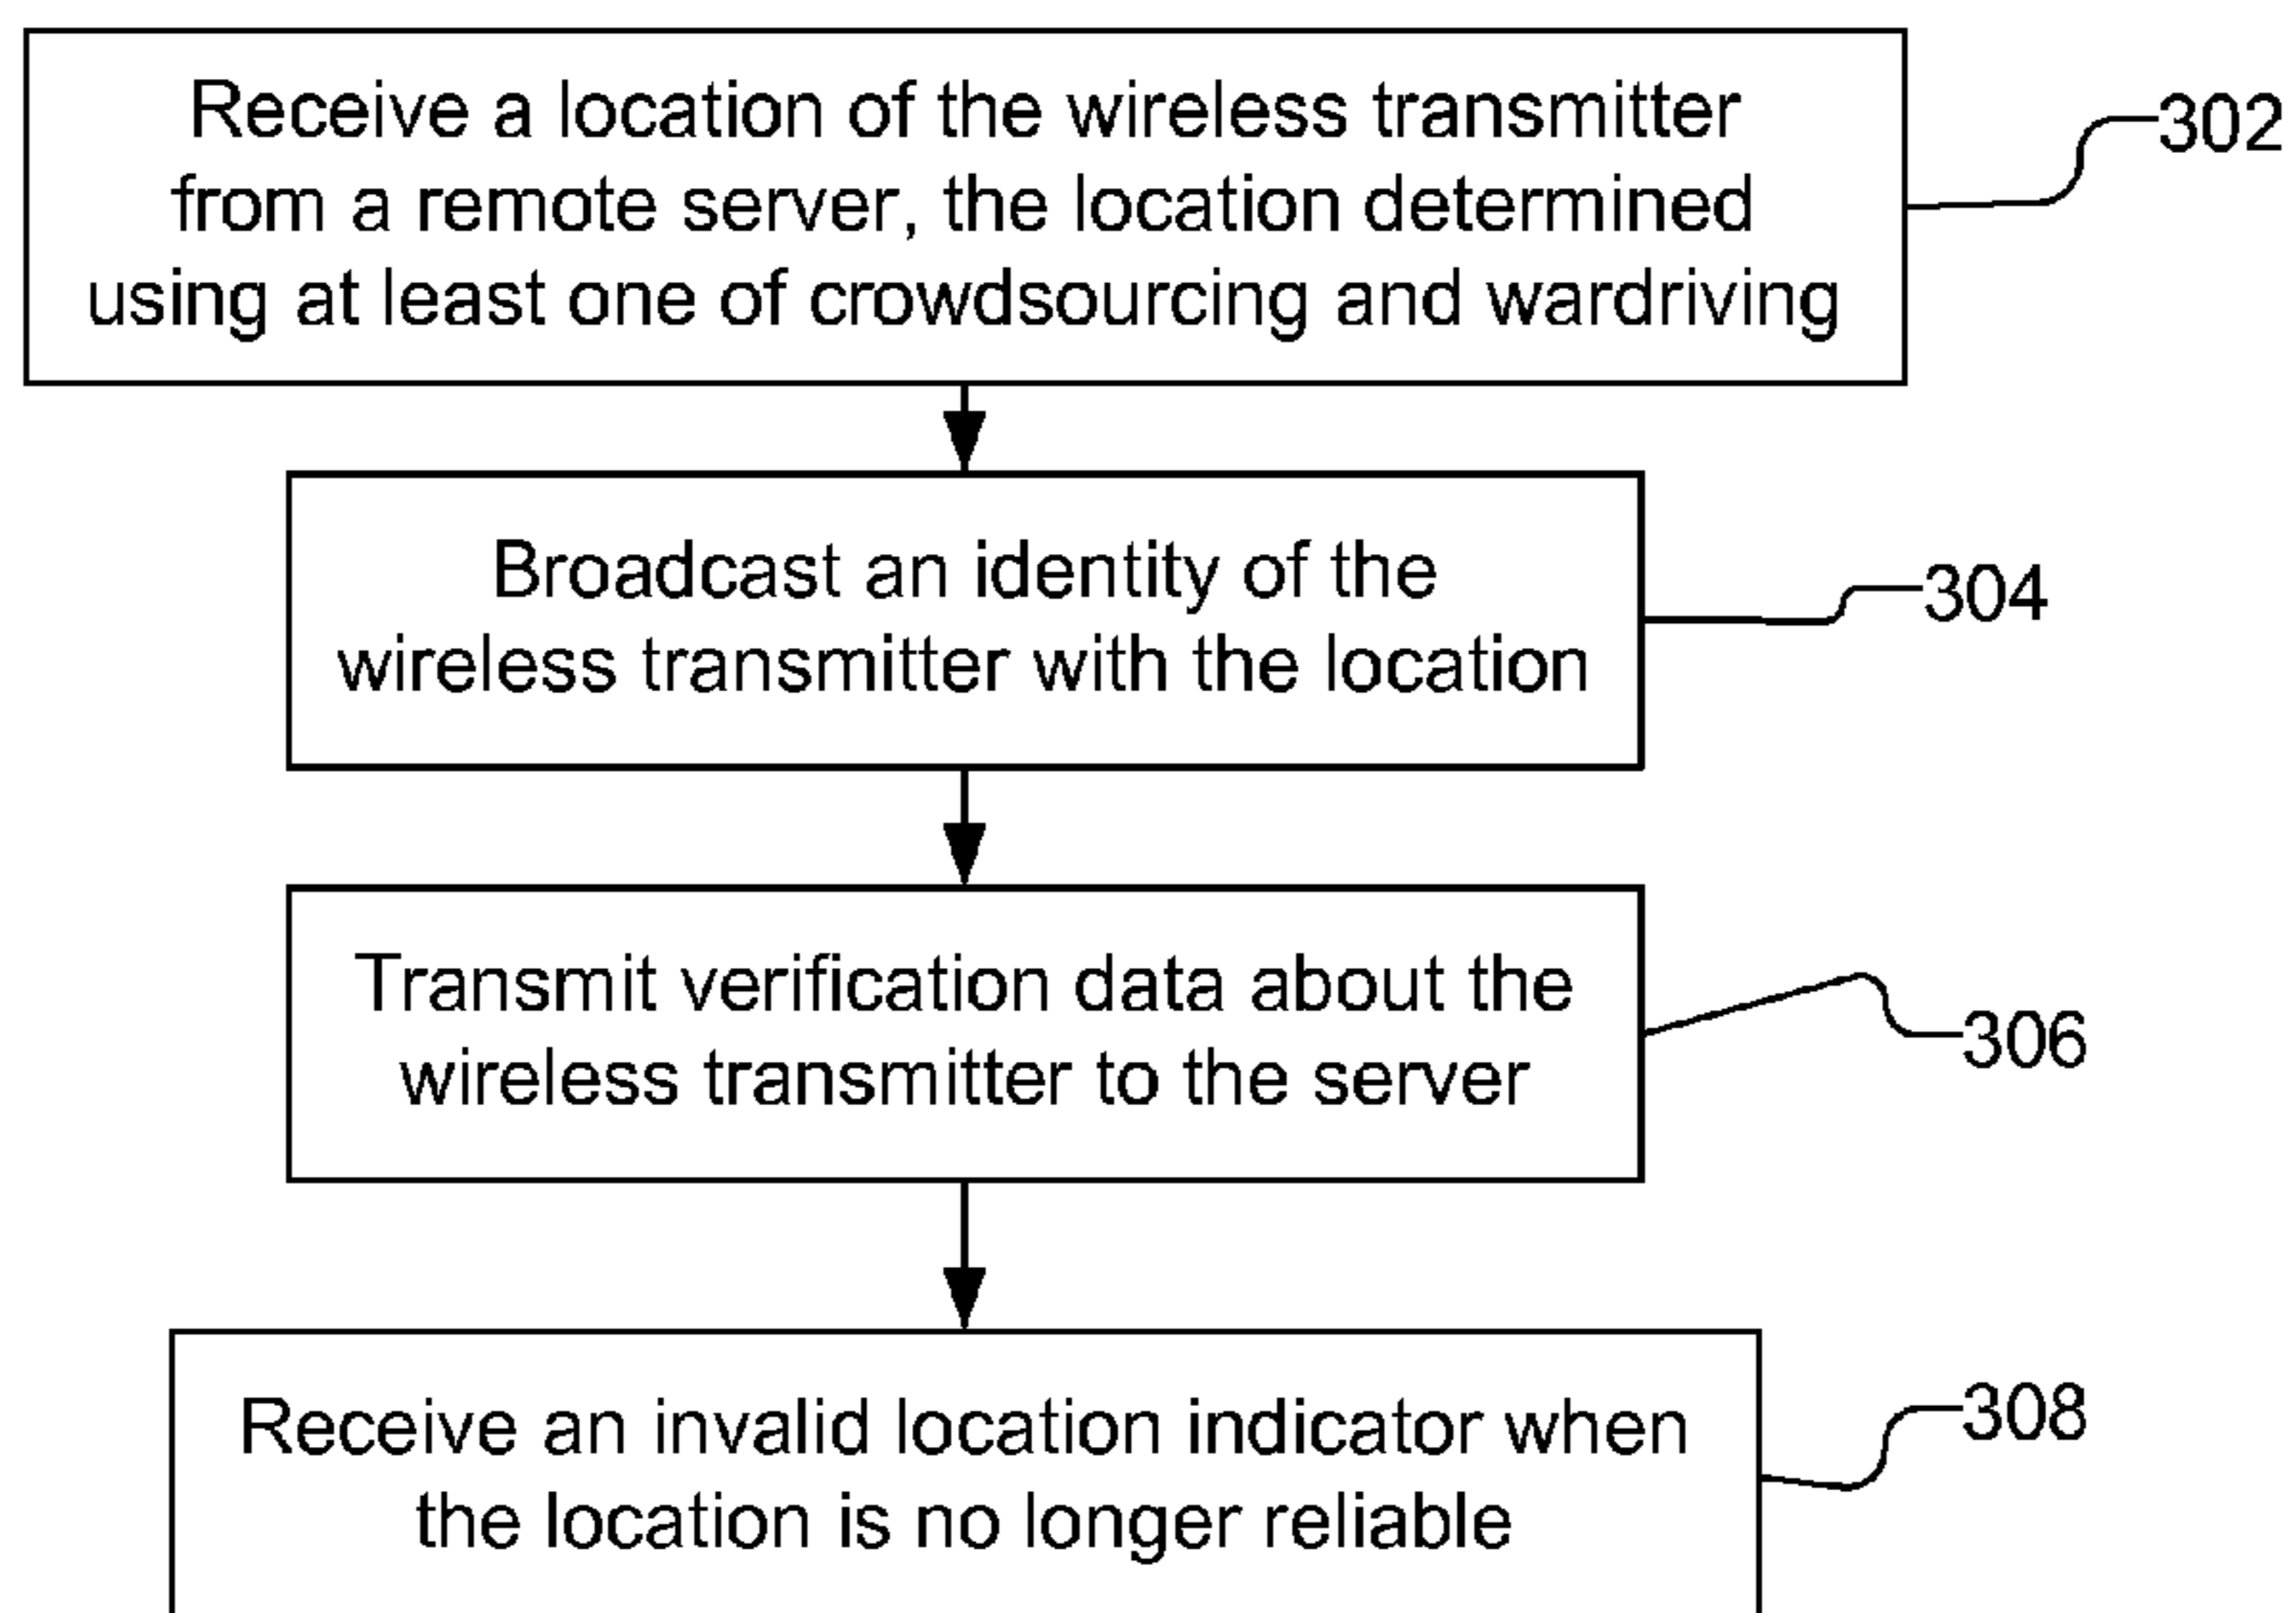 Receive a location of the wireless transmitter
from a remote server, the location determined
using at least one of crowdsourcing and wardriving
302
Broadcast an identity of the
wireless transmitter with the location
304
Transmit verification data about the
wireless transmitter to the server
306
Receive an invalid location indicator when
the location is no longer reliable
308